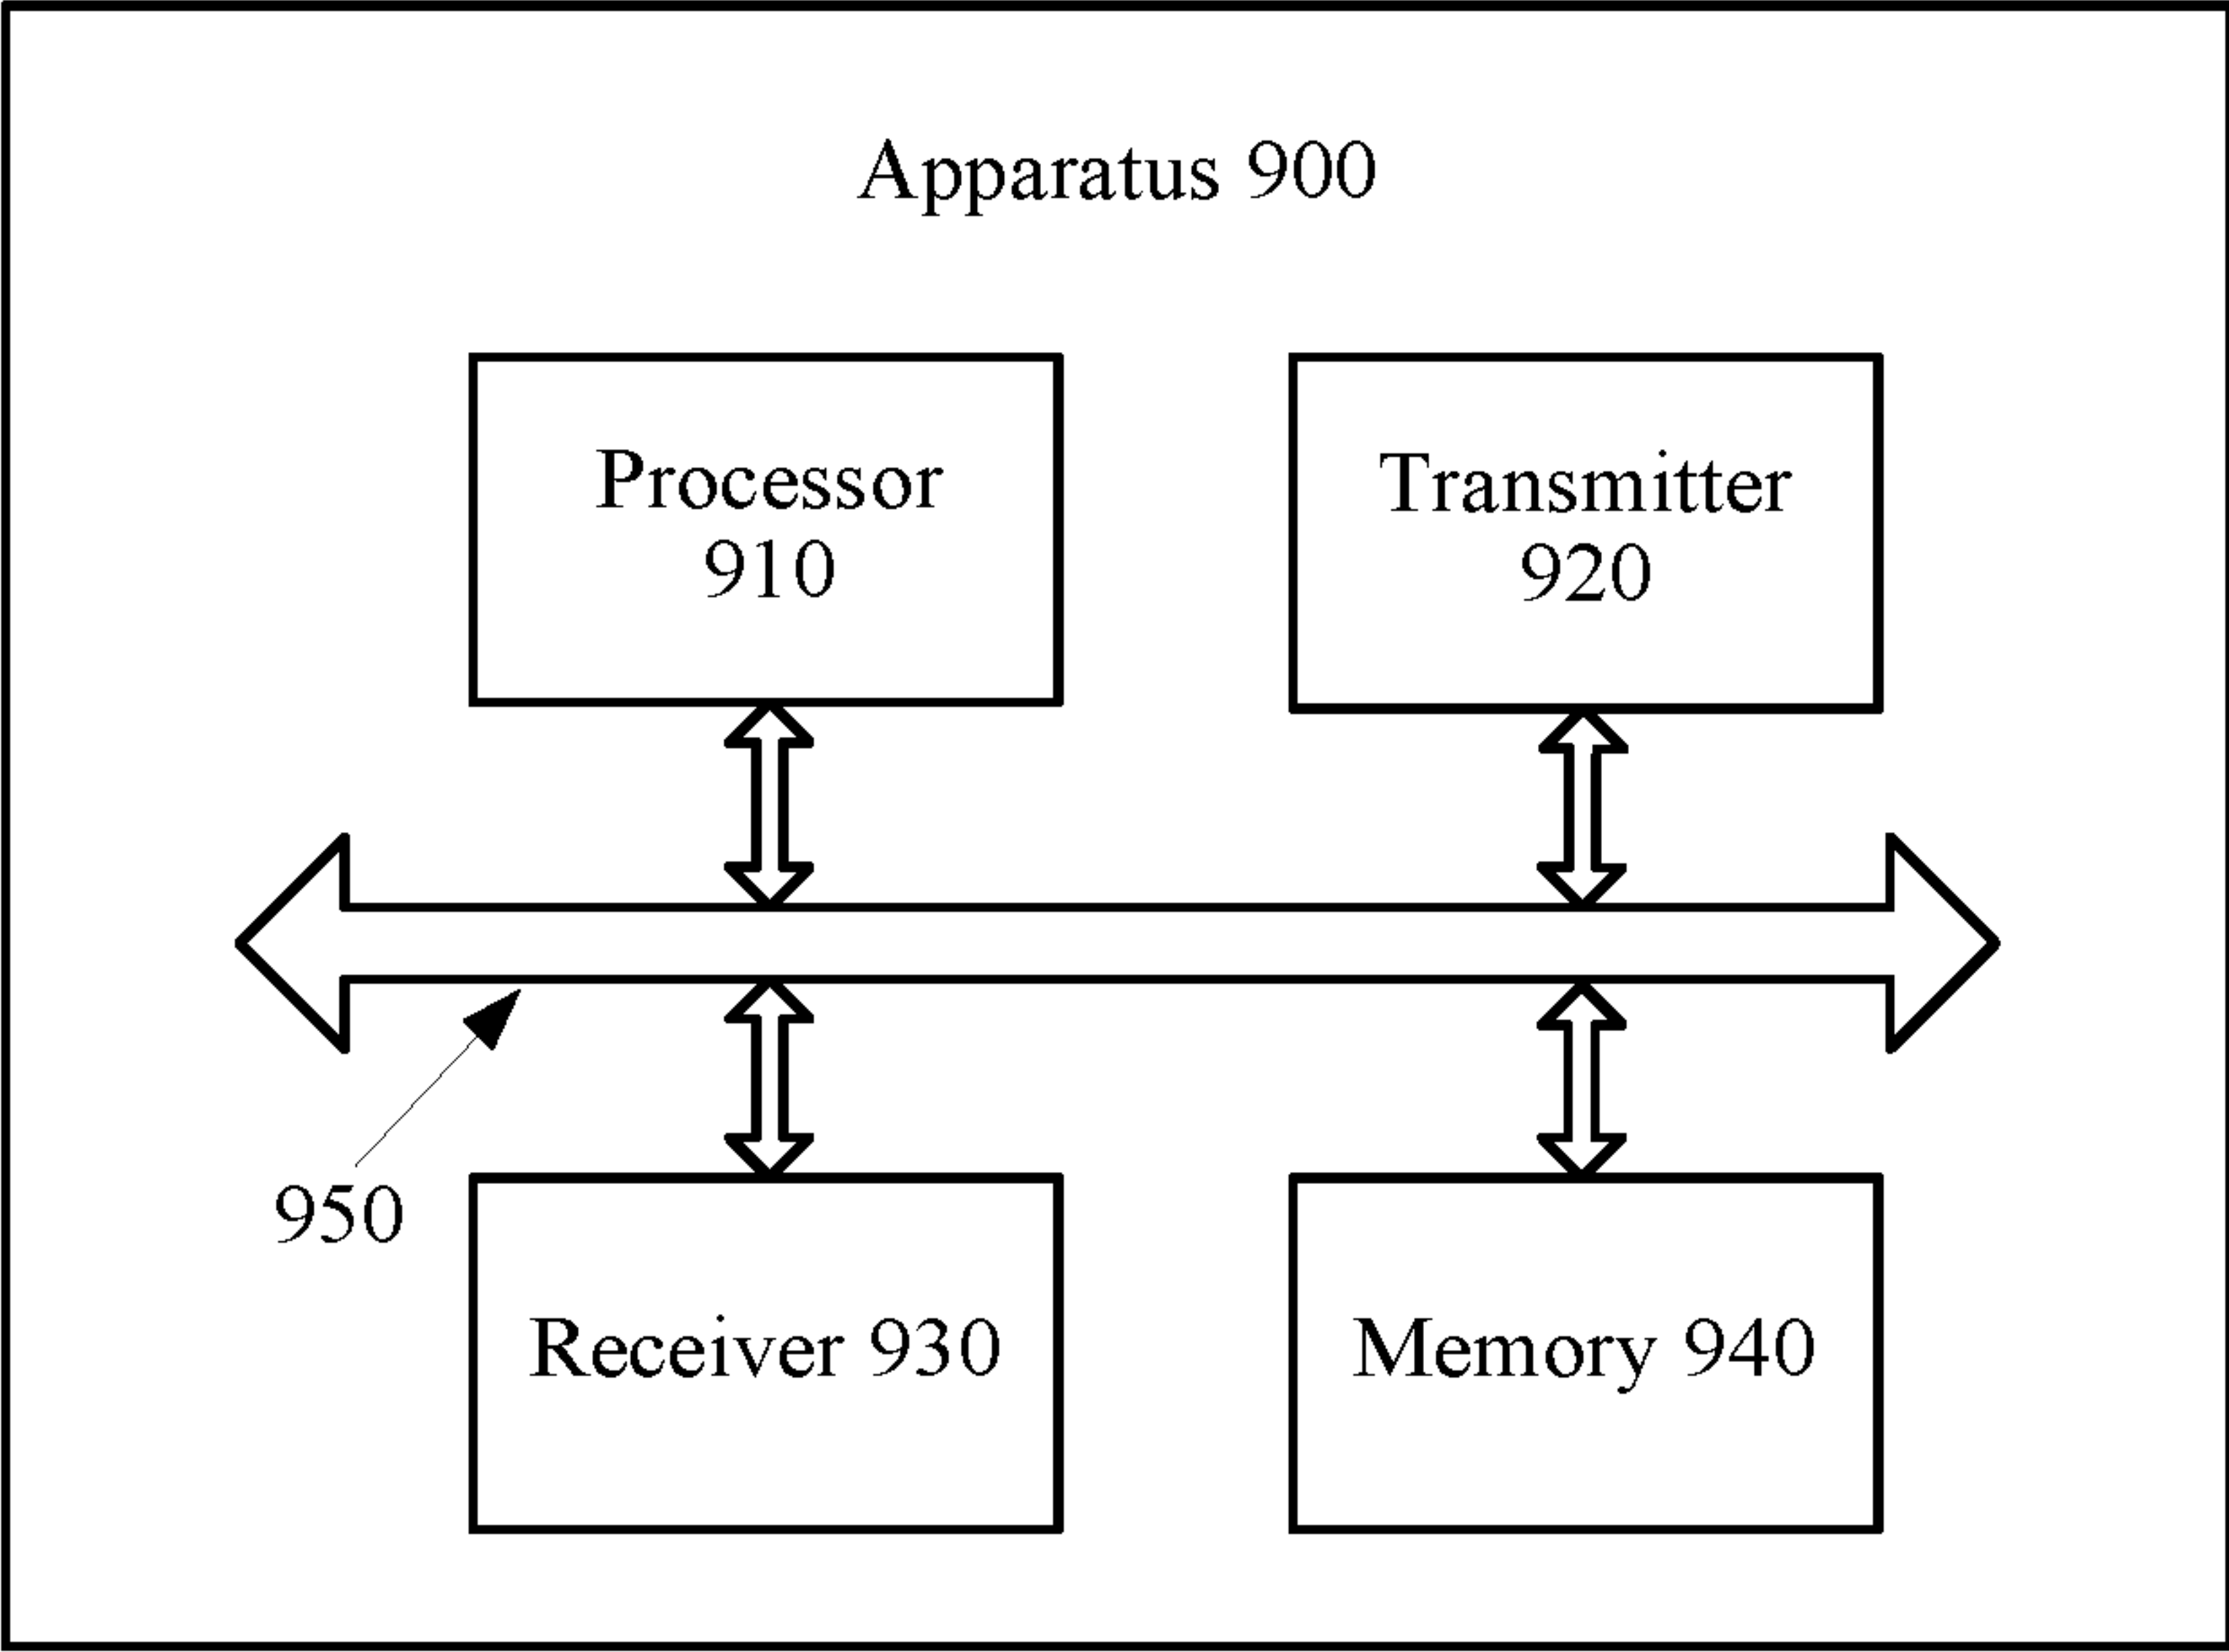 Apparatus 900
Processor
910
Transmitter
920
950
Receiver 930
Memory 940